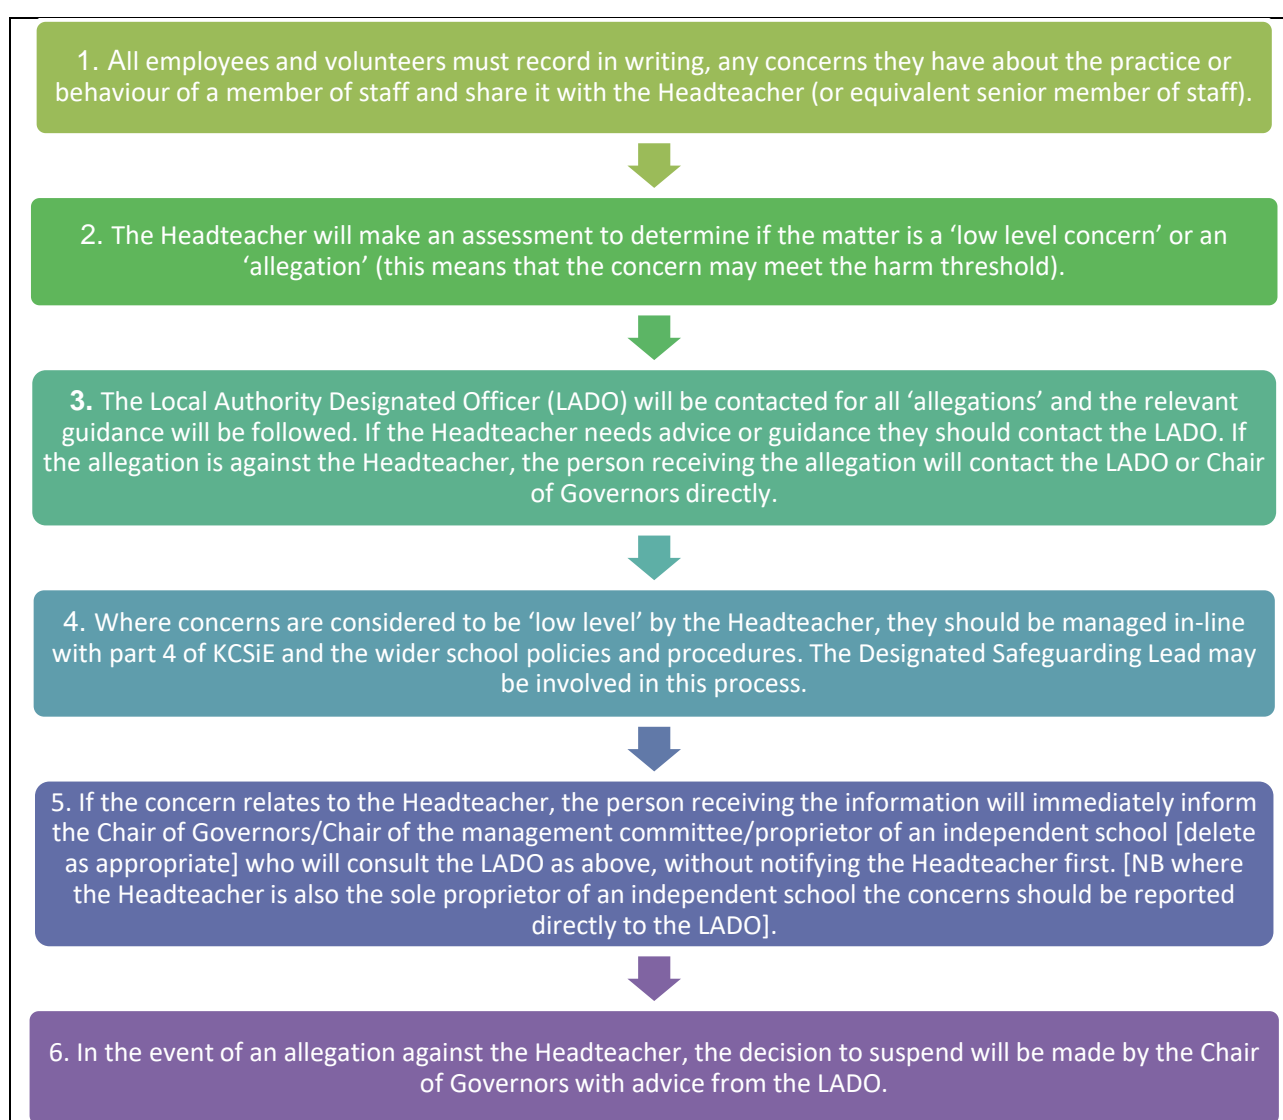 1. All employees and volunteers must record in writing, any concerns they have about the practice or
behaviour of a member of staff and share it with the Headteacher (or equivalent senior member of staff).
2. The Headteacher will make an assessment to determine if the matter is a ‘low level concern’ or an
‘allegation’ (this means that the concern may meet the harm threshold).
3. The Local Authority Designated Officer (LADO) will be contacted for all ‘allegations’ and the relevant
guidance will be followed. If the Headteacher needs advice or guidance they should contact the LADO. If
the allegation is against the Headteacher, the person receiving the allegation will contact the LADO or Chair
of Governors directly.
4. Where concerns are considered to be ‘low level’ by the Headteacher, they should be managed in-line
with part 4 of KCSiE and the wider school policies and procedures. The Designated Safeguarding Lead may
be involved in this process.
5. If the concern relates to the Headteacher, the person receiving the information will immediately inform
the Chair of Governors/Chair of the management committee/proprietor of an independent school [delete
as appropriate] who will consult the LADO as above, without notifying the Headteacher first. [NB where
the Headteacher is also the sole proprietor of an independent school the concerns should be reported
directly to the LADO].
6. In the event of an allegation against the Headteacher, the decision to suspend will be made by the Chair
of Governors with advice from the LADO.